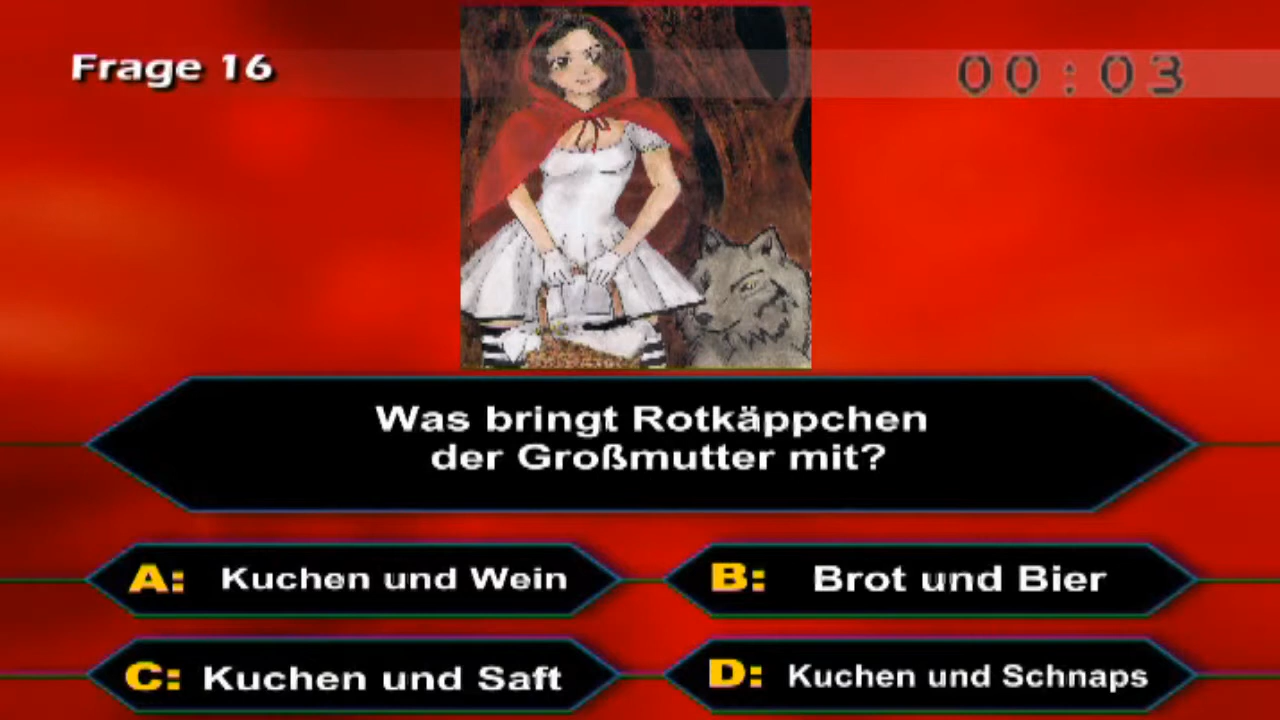 Frage 16
00:03
Was bringt Rotkäppchen
der Großmutter mit?
A: Kuchen und Wein
B: Brot und Bier
C: Kuchen und Saft
D: Kuchen und Schnaps